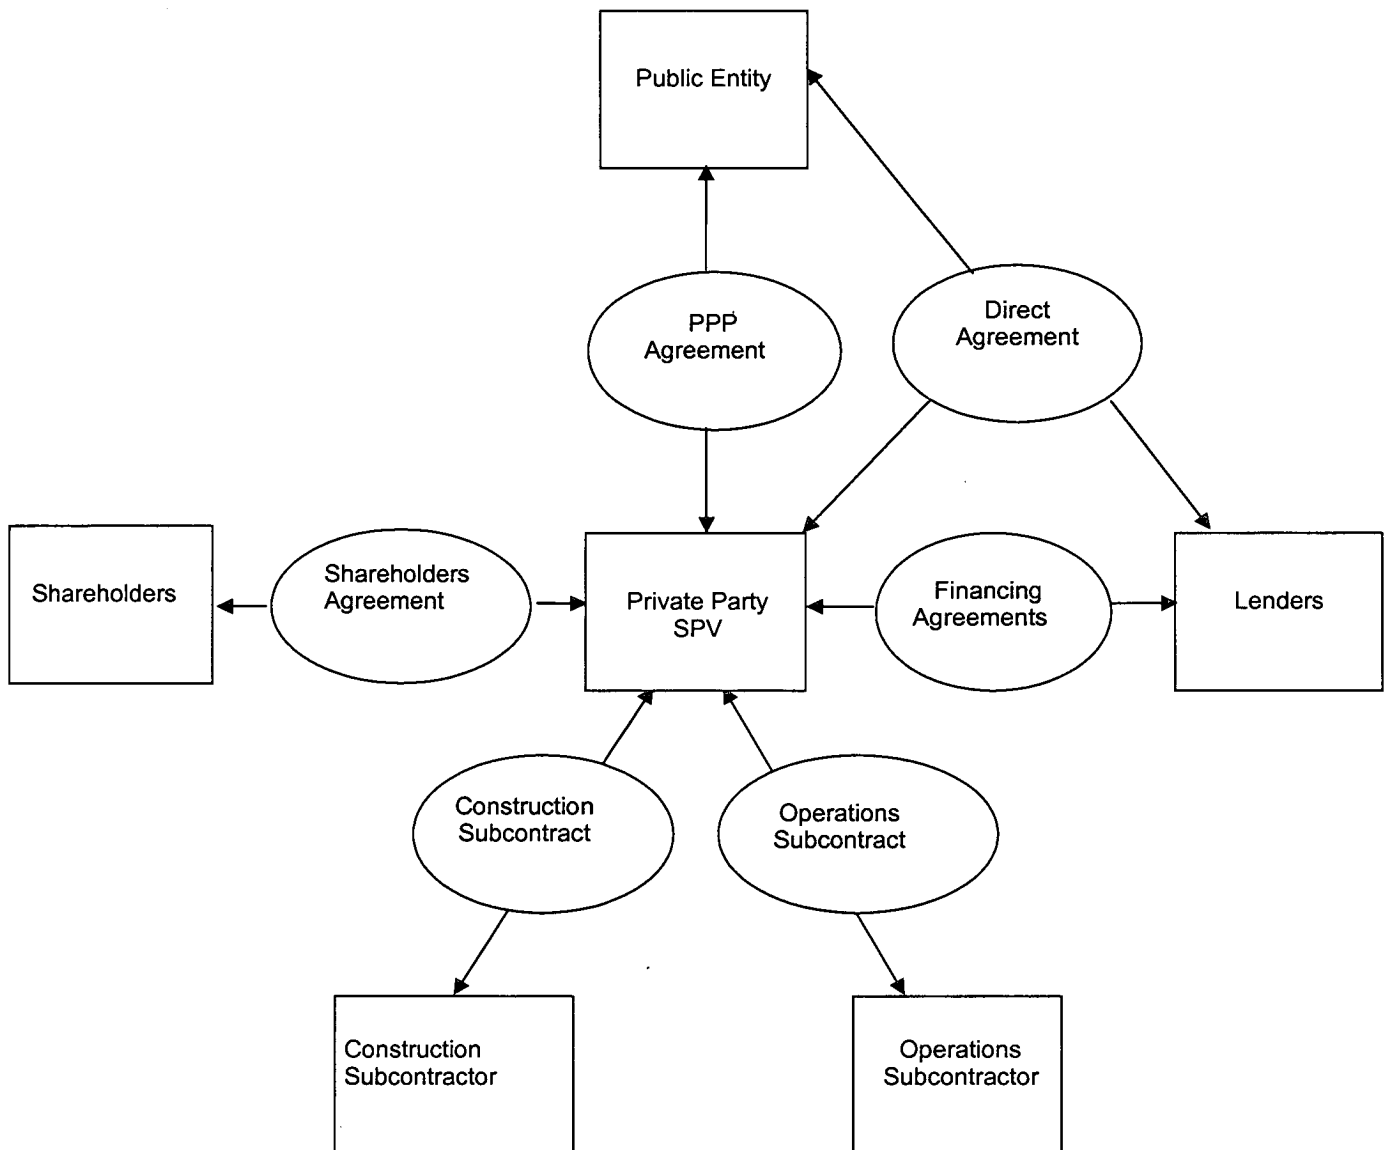 Public Entity
PPP
Agreement
Direct
Agreement
Shareholders
Shareholders
Agreement
Private Party
SPV
Financing
Agreements
Lenders
Construction
Subcontract
Operations
Subcontract
Construction
Subcontractor
Operations
Subcontractor